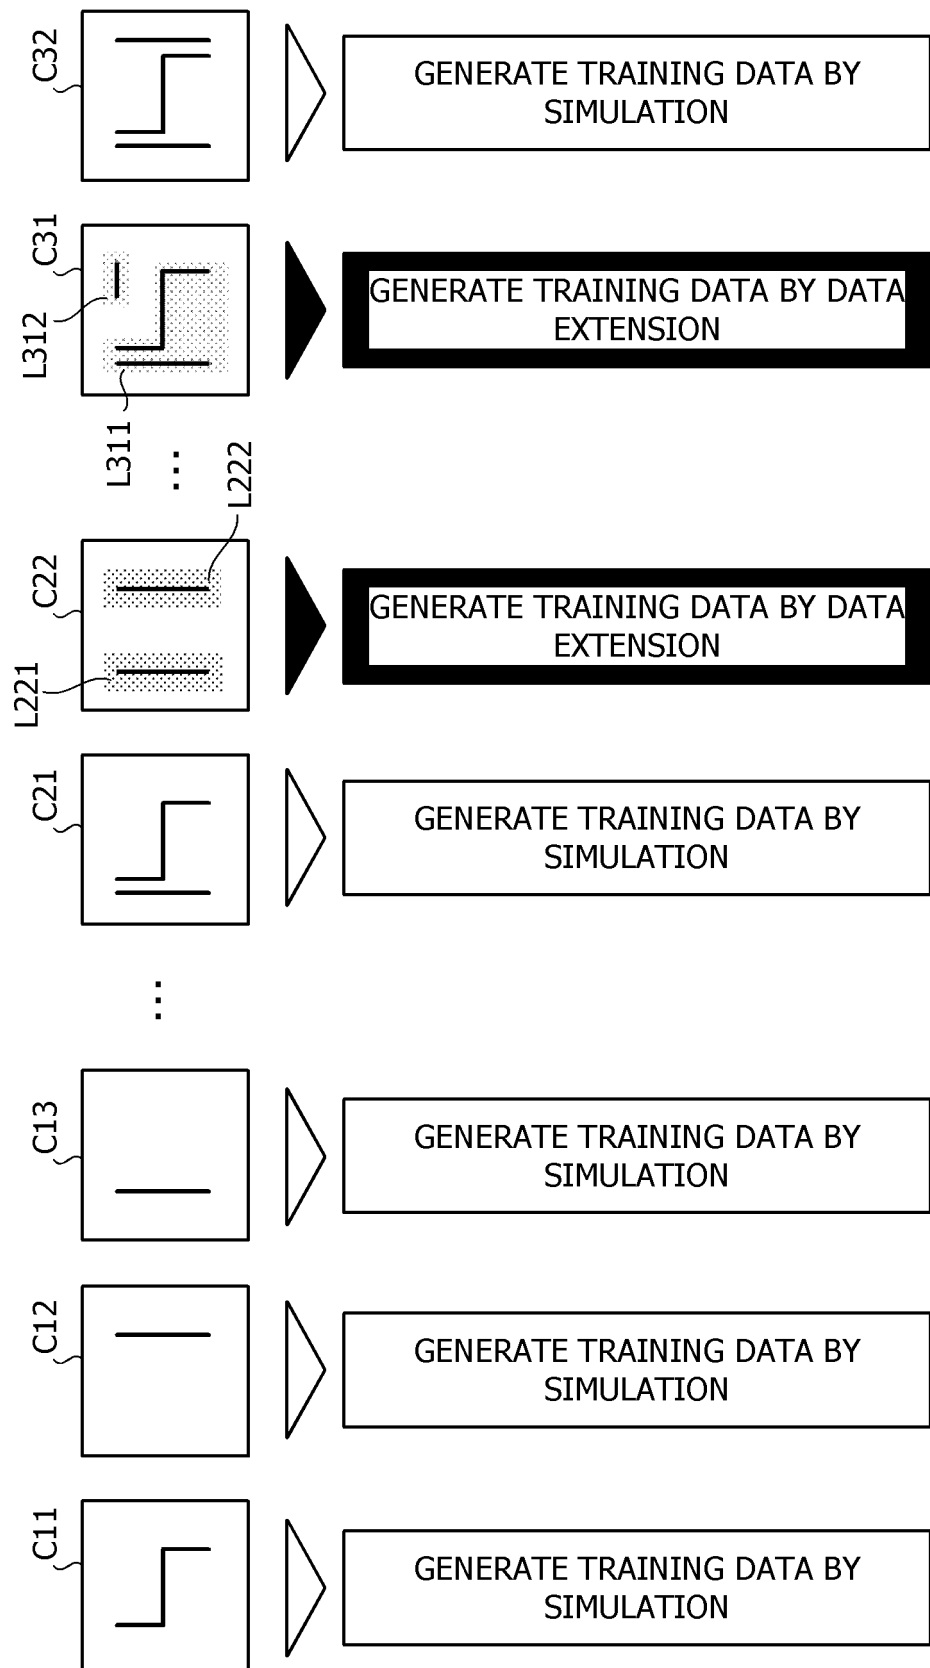 C32
GENERATE TRAINING DATA BY
SIMULATION
C31
L312
L311
GENERATE TRAINING DATA BY DATA
EXTENSION
...
L222
C22
L221
GENERATE TRAINING DATA BY DATA
EXTENSION
C21
GENERATE TRAINING DATA BY
SIMULATION
...
C13
GENERATE TRAINING DATA BY
SIMULATION
C12
GENERATE TRAINING DATA BY
SIMULATION
C11
GENERATE TRAINING DATA BY
SIMULATION